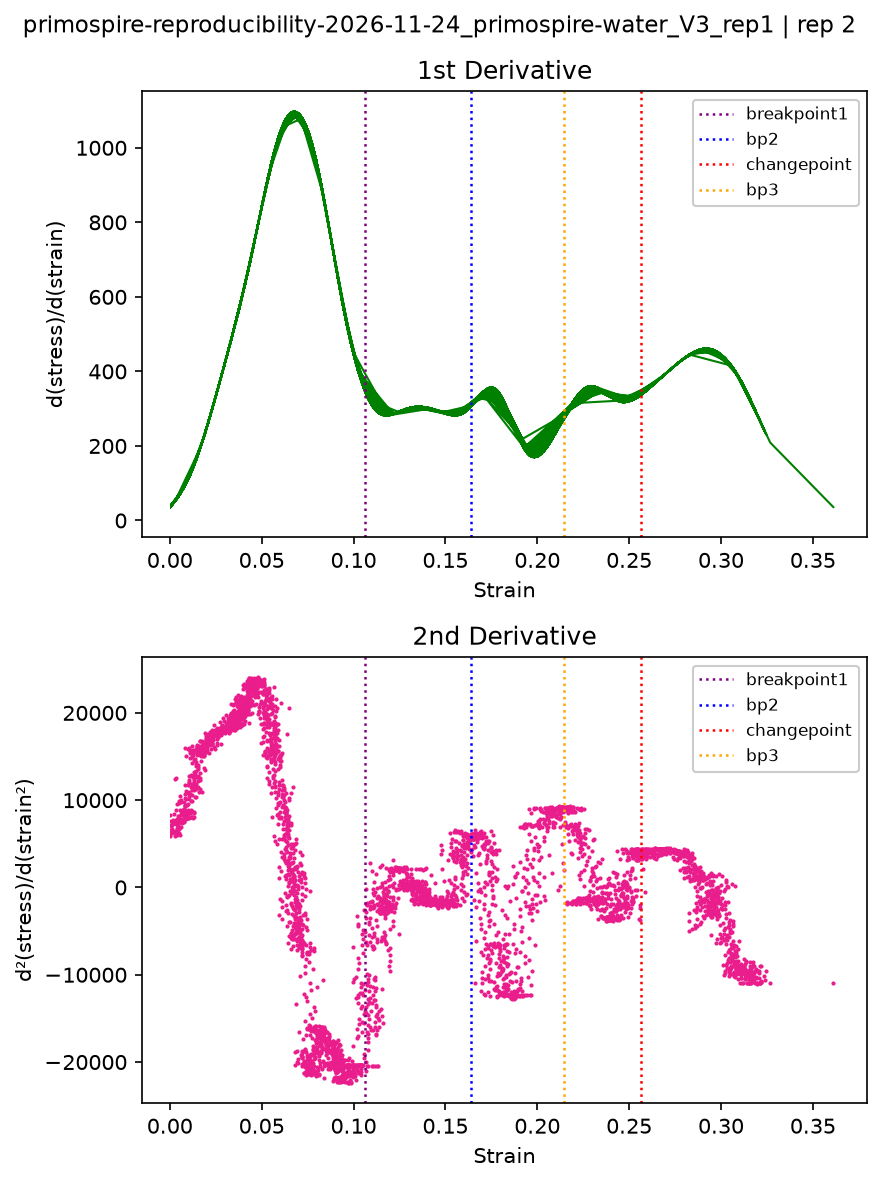 primospire-reproducibility-2026-11-24_primospire-water_V3_rep1 | rep 2
1st Derivative
breakpoint1
bp2
changepoint
bp3
1000
800
600
400
200
0
d(stress)/d(strain)
0.00 0.05 0.10 0.15 0.20 0.25 0.30 0.35
Strain
2nd Derivative
breakpoint1
bp2
changepoint
bp3
20000
10000
0
−10000
−20000
d²(stress)/d(strain²)
0.00 0.05 0.10 0.15 0.20 0.25 0.30 0.35
Strain